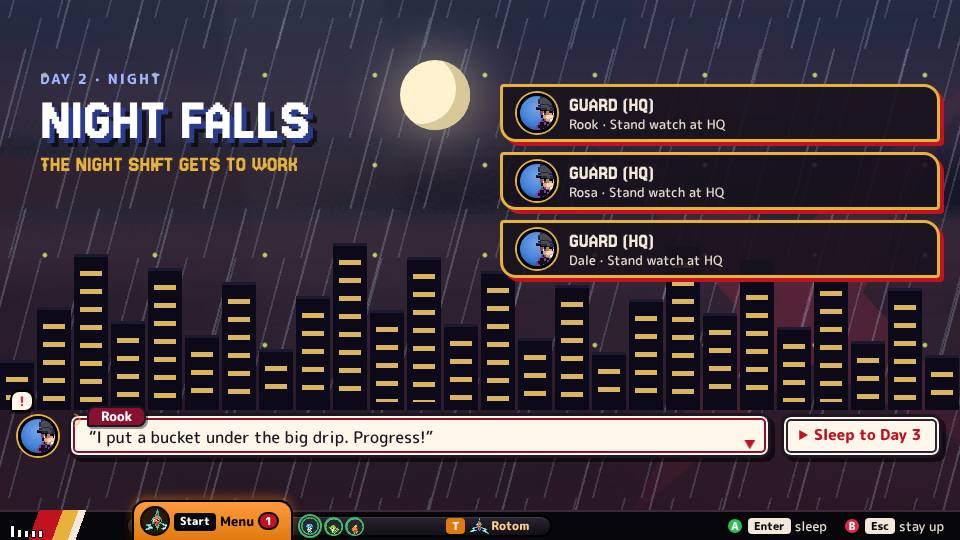 DAY 2 · NIGHT
NIGHT FALLS
THE NIGHT SHIFT GETS TO WORK
GUARD (HQ)
Rook · Stand watch at HQ
GUARD (HQ)
Rosa · Stand watch at HQ
GUARD (HQ)
Dale · Stand watch at HQ
!
Rook
“I put a bucket under the big drip. Progress!”
Sleep to Day 3
Start Menu 1
T Rotom
A Enter sleep B Esc stay up